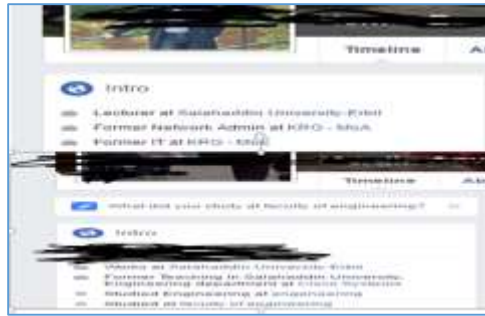 Timeline A
Intro
Lecturer at Salahaddin University-Erbil
Former Network Admin at KRG - MoA
Former IT at KRG - MoA
Timeline Ab
What did you study at faculty of engineering?
Intro
Works at Salahaddin University-Erbil
Former Teaching in Salahaddin University,
Engineering department at
Studied Engineering at engineering
Studied at faculty of engineering